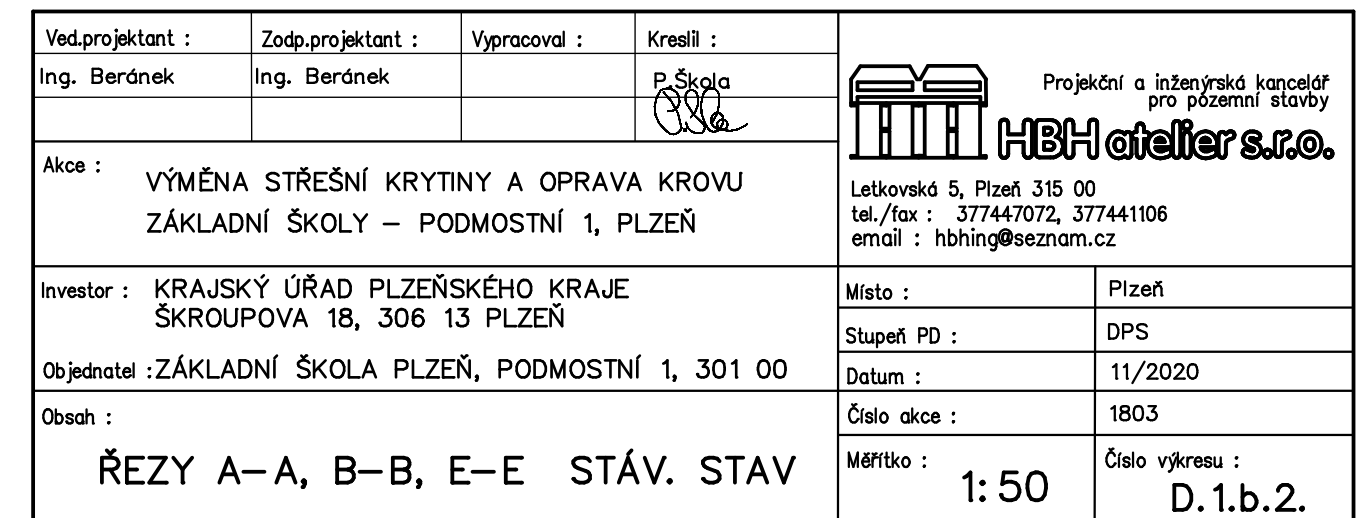 Ved.projektant : Zodp.projektant : Vypracoval : Kreslil :
Ing. Beránek Ing. Beránek P.Škola
Projekční a inženýrská kancelář
pro pozemní stavby
HBH atelier s.r.o.
Letkovská 5, Plzeň 315 00
tel./fax : 377447072, 377441106
email : hbhing@seznam.cz
Akce :
VÝMĚNA STŘEŠNÍ KRYTINY A OPRAVA KROVU
ZÁKLADNÍ ŠKOLY – PODMOSTNÍ 1, PLZEŇ
Investor : KRAJSKÝ ÚŘAD PLZEŇSKÉHO KRAJE
ŠKROUPOVA 18, 306 13 PLZEŇ
Objednatel : ZÁKLADNÍ ŠKOLA PLZEŇ, PODMOSTNÍ 1, 301 00
Místo : Plzeň
Stupeň PD : DPS
Datum : 11/2020
Číslo akce : 1803
Obsah :
ŘEZY A–A, B–B, E–E STÁV. STAV
Měřítko : 1:50
Číslo výkresu :
D.1.b.2.